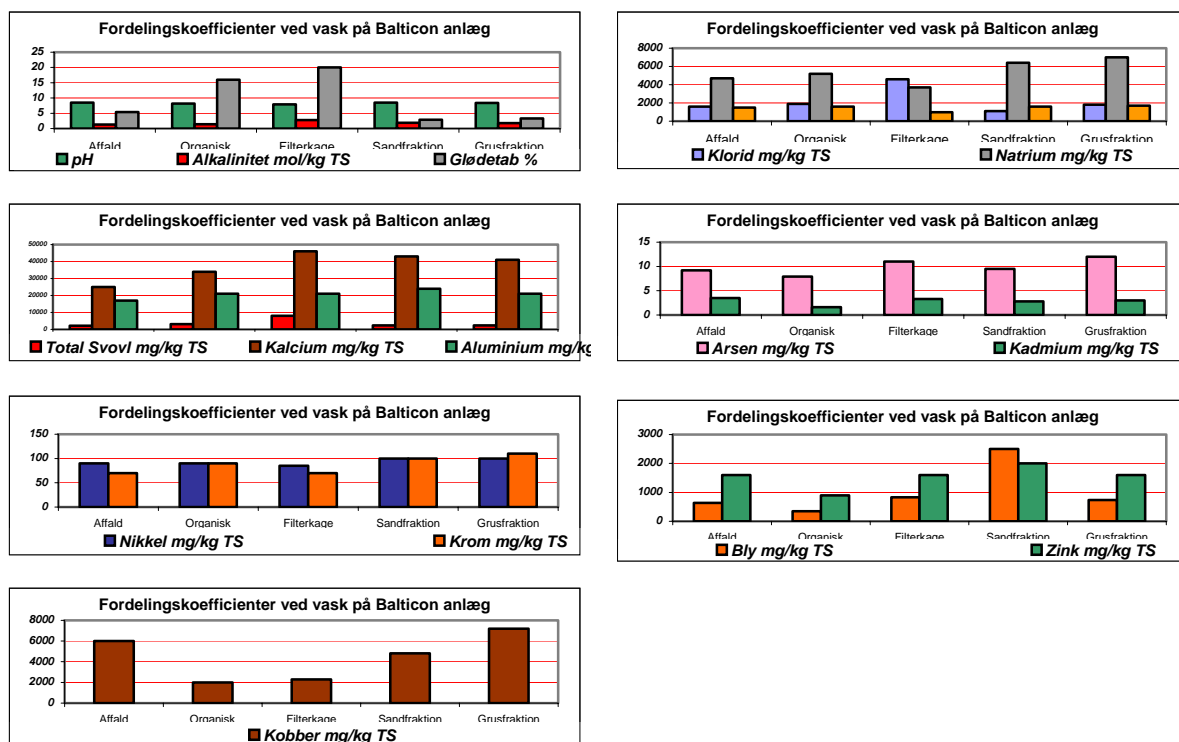 Fordelingskoefficienter ved vask på Balticon anlæg
25
20
15
10
5
0
Affald Organisk Filterkage Sandfraktion Grusfraktion
pH Alkalinitet mol/kg TS Glødetab %
Fordelingskoefficienter ved vask på Balticon anlæg
8000
6000
4000
2000
0
Affald Organisk Filterkage Sandfraktion Grusfraktion
Klorid mg/kg TS Natrium mg/kg TS
Fordelingskoefficienter ved vask på Balticon anlæg
50000
40000
30000
20000
10000
0
Affald Organisk Filterkage Sandfraktion Grusfraktion
Total Svovl mg/kg TS Kalcium mg/kg TS Aluminium mg/kg
Fordelingskoefficienter ved vask på Balticon anlæg
15
10
5
0
Affald Organisk Filterkage Sandfraktion Grusfraktion
Arsen mg/kg TS Kadmium mg/kg TS
Fordelingskoefficienter ved vask på Balticon anlæg
150
100
50
0
Affald Organisk Filterkage Sandfraktion Grusfraktion
Nikkel mg/kg TS Krom mg/kg TS
Fordelingskoefficienter ved vask på Balticon anlæg
3000
2000
1000
0
Affald Organisk Filterkage Sandfraktion Grusfraktion
Bly mg/kg TS Zink mg/kg TS
Fordelingskoefficienter ved vask på Balticon anlæg
8000
6000
4000
2000
0
Affald Organisk Filterkage Sandfraktion Grusfraktion
Kobber mg/kg TS